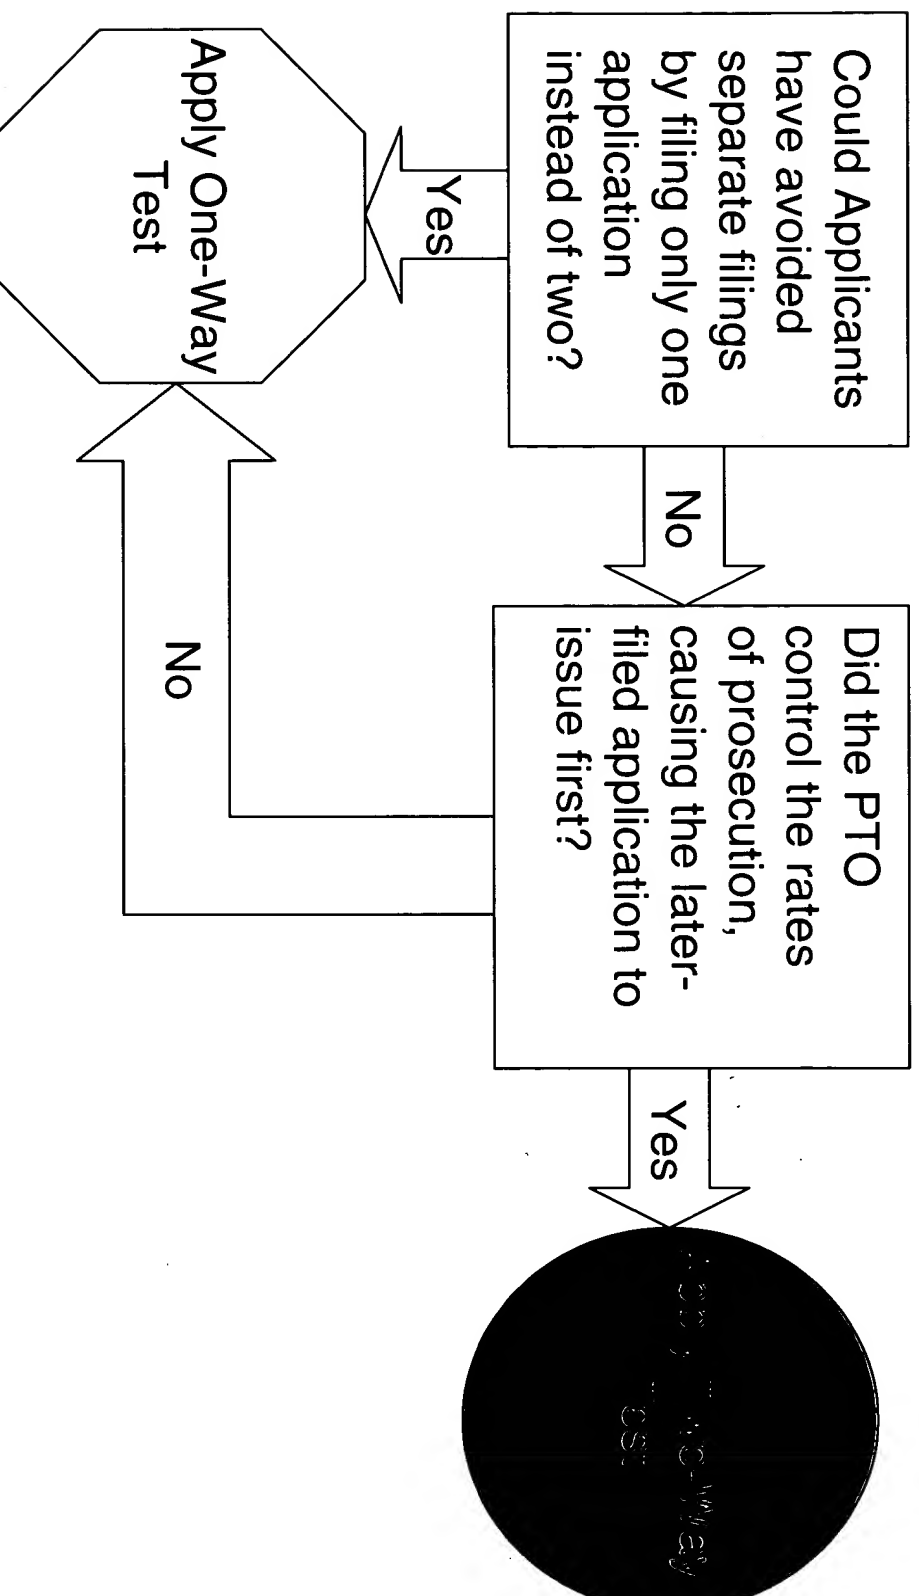 Could Applicants
have avoided
separate filings
by filing only one
application
instead of two?
Yes
Apply One-Way
Test
No
Did the PTO
control the rates
of prosecution,
causing the later-
filed application to
issue first?
No
Yes